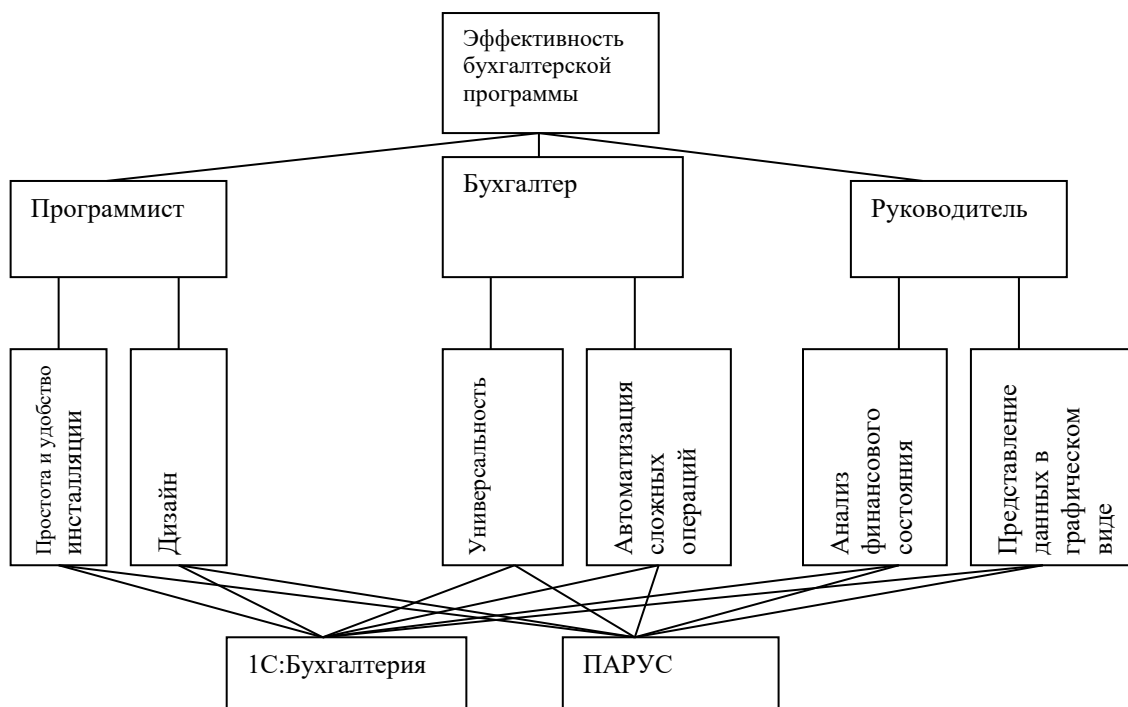 Эффективность
бухгалтерской
программы
Программист
Бухгалтер
Руководитель
Простота и удобство
инсталляции
Дизайн
Универсальность
Автоматизация
сложных
операций
Анализ
финансового
состояния
Представление
данных в
графическом
виде
1С:Бухгалтерия
ПАРУС